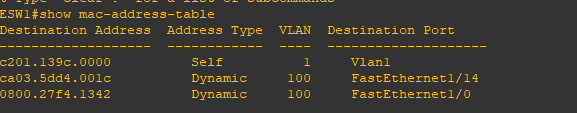 ESW1#show mac-address-table
Destination Address  Address Type  VLAN  Destination Port
-------------------  ------------  ----  --------------------
c201.139c.0000          Self          1     Vlan1
ca03.5dd4.001c          Dynamic     100     FastEthernet1/14
0800.27f4.1342          Dynamic     100     FastEthernet1/0